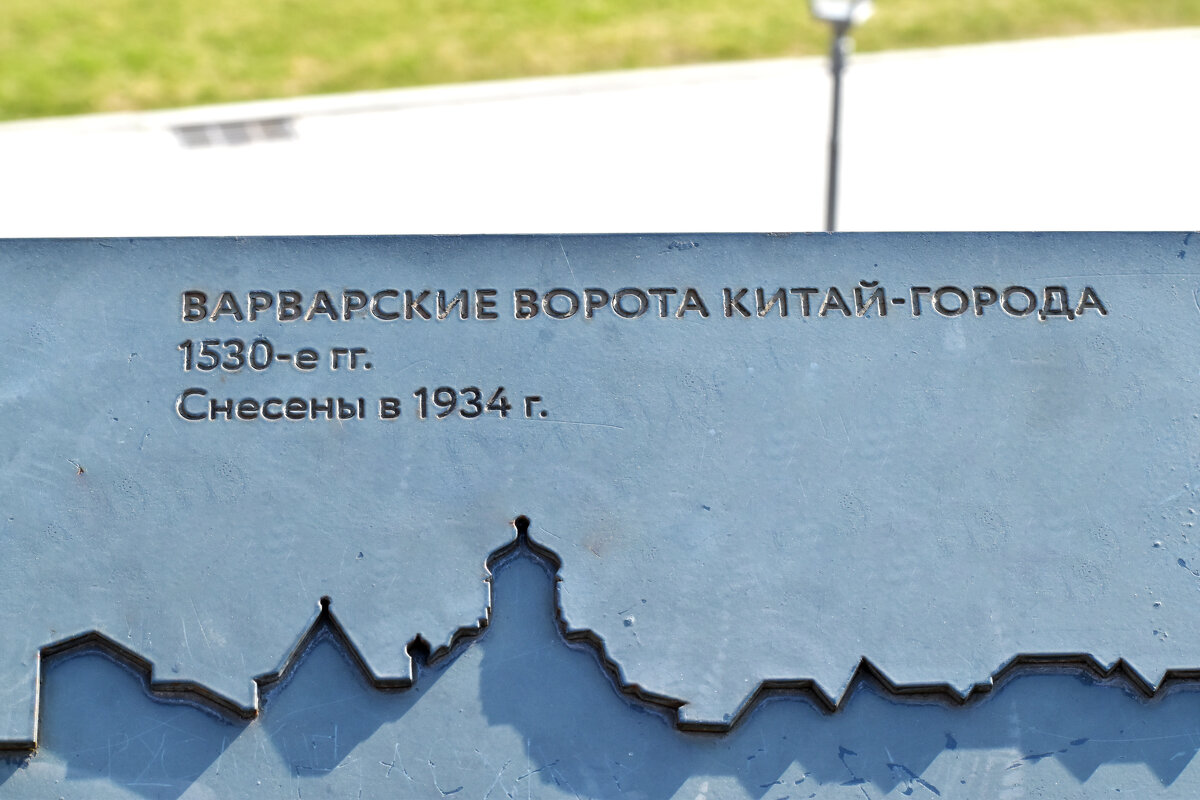 ВАРВАРСКИЕ ВОРОТА КИТАЙ-ГОРОДА
1530-е гг.
Снесены в 1934 г.